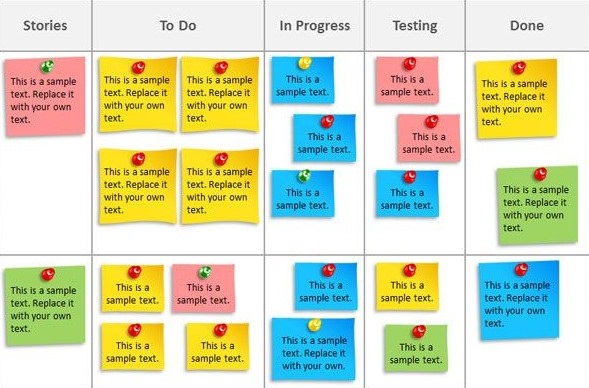 Stories
To Do
In Progress
Testing
Done
This is a sample
text. Replace it
with your own
text.
This is a sample
text. Replace it
with your own
text.
This is a sample
text. Replace it
with your own
text.
This is a sample
text. Replace it
with your own
text.
This is a sample
text. Replace it
with your own
text.
This is a
sample text.
This is a
sample text.
This is a
sample text.
This is a
sample text.
This is a
sample text.
This is a
sample text.
This is a sample
text. Replace it
with your own
text.
This is a sample
text. Replace it
with your own
text.
This is a sample
text. Replace it
with your own
text.
This is a
sample text.
This is a
sample text.
This is a
sample text.
This is a
sample text.
This is a
sample text.
This is a
sample text.
Replace it
with your own.
This is a
sample text.
This is a
sample text.
This is a sample
text. Replace it
with your own
text.